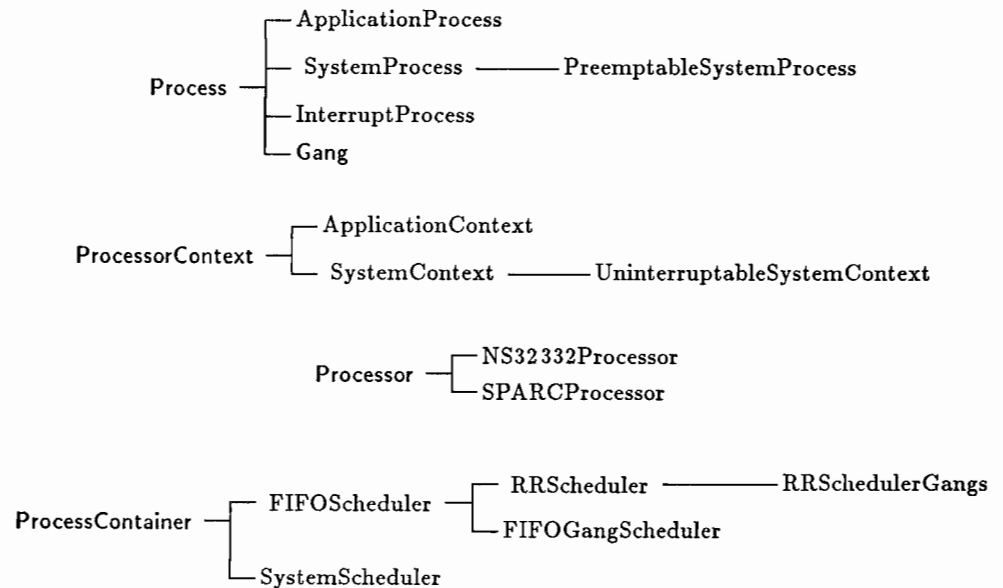 ApplicationProcess
SystemProcess PreemptableSystemProcess
Process
InterruptProcess
Gang
ApplicationContext
ProcessorContext
SystemContext UninterruptableSystemContext
NS32332Processor
Processor
SPARCProcessor
RRScheduler RRSchedulerGangs
FIFOScheduler
ProcessContainer
FIFOGangScheduler
SystemScheduler